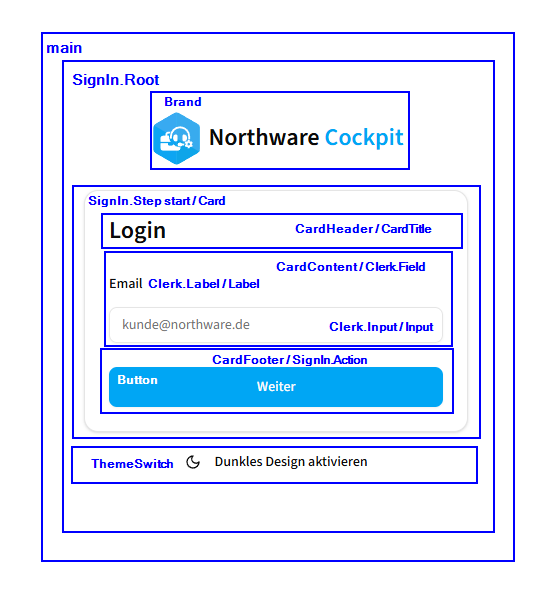 main
SignIn.Root
Brand
Northware Cockpit
SignIn.Step start / Card
Login CardHeader / CardTitle
CardContent / Clerk.Field
Email Clerk.Label / Label
kunde@northware.de Clerk.Input / Input
CardFooter / SignIn.Action
Button
Weiter
ThemeSwitch Dunkles Design aktivieren